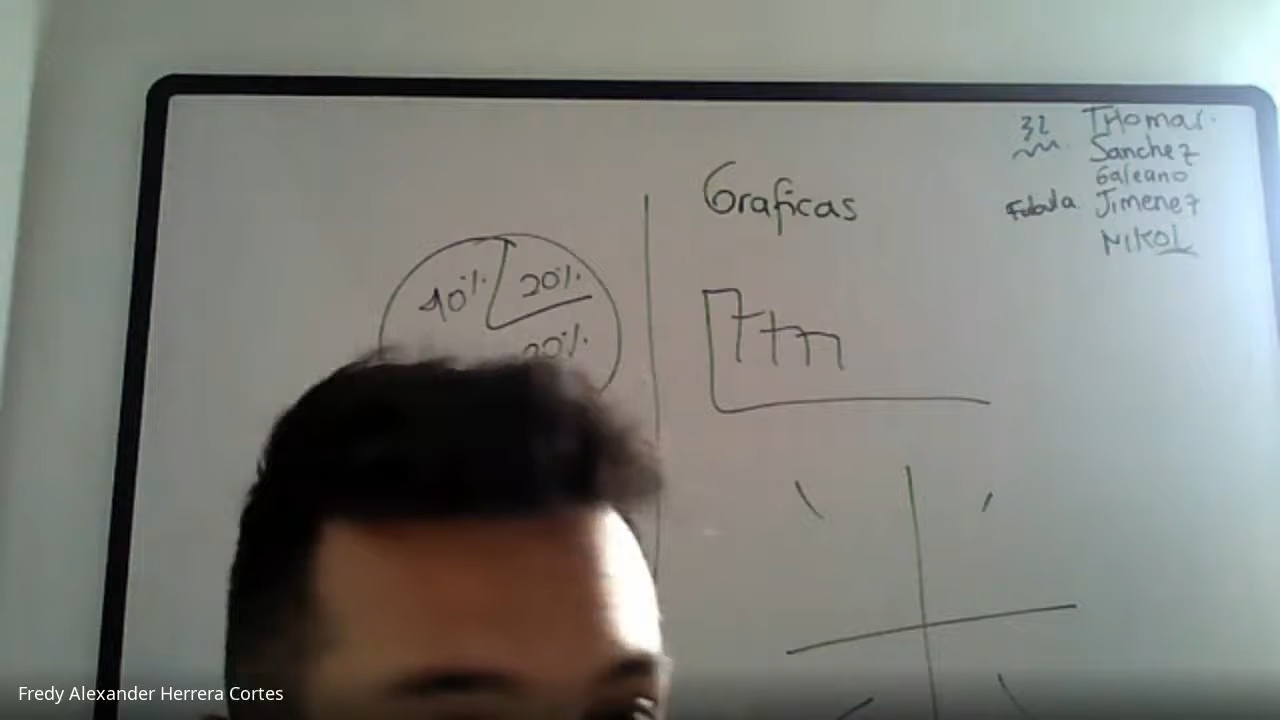 32 THomas.
Sanchez
Galeano
Jimenez
NIKOL
Graficas
40%
20%
20%
Fredy Alexander Herrera Cortes